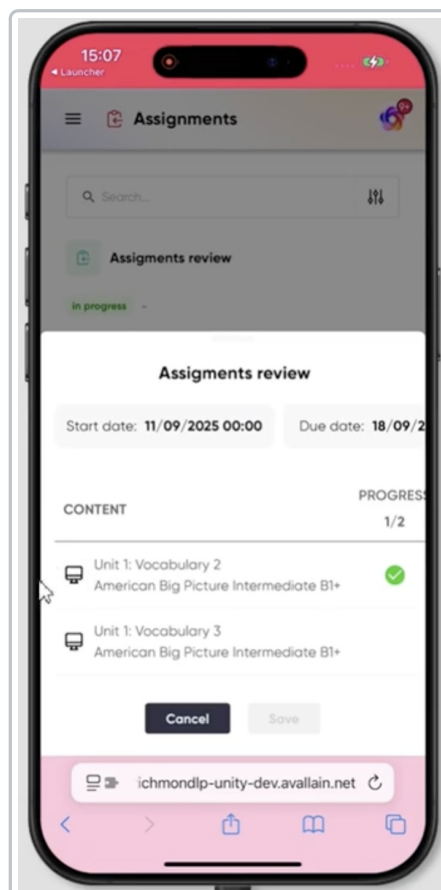 15:07
◀ Launcher
Assignments
9+
Search...
Assigments review
in progress -
Assigments review
Start date: 11/09/2025 00:00 Due date: 18/09/2
CONTENT PROGRES
1/2
Unit 1: Vocabulary 2
American Big Picture Intermediate B1+
Unit 1: Vocabulary 3
American Big Picture Intermediate B1+
Cancel Save
ichmondlp-unity-dev.avallain.net